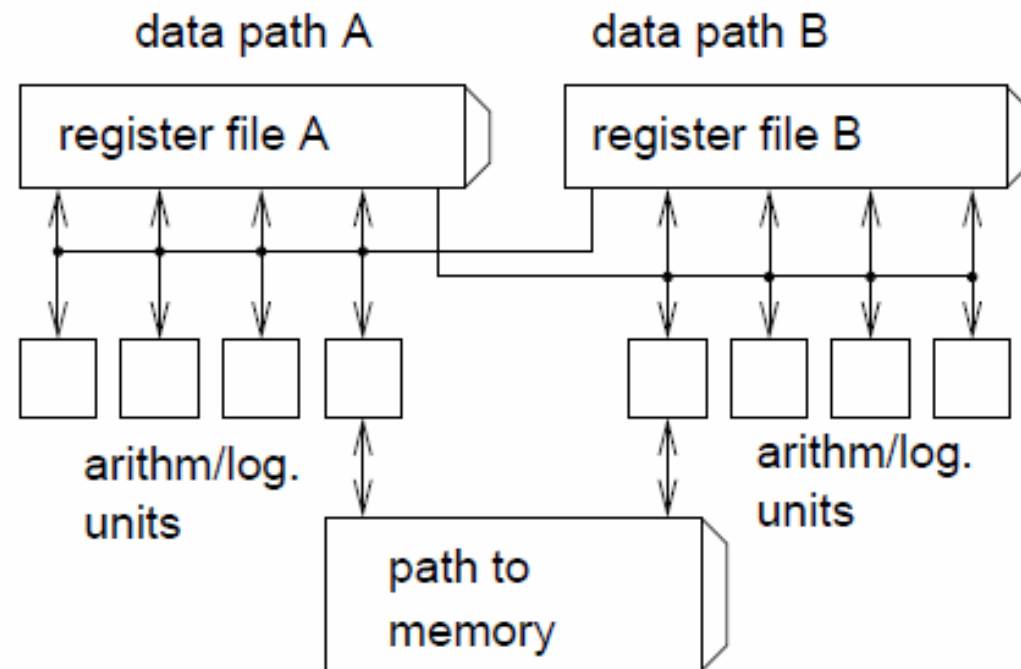 data path A
data path B
register file A
register file B
arithm/log.
units
arithm/log.
units
path to
memory